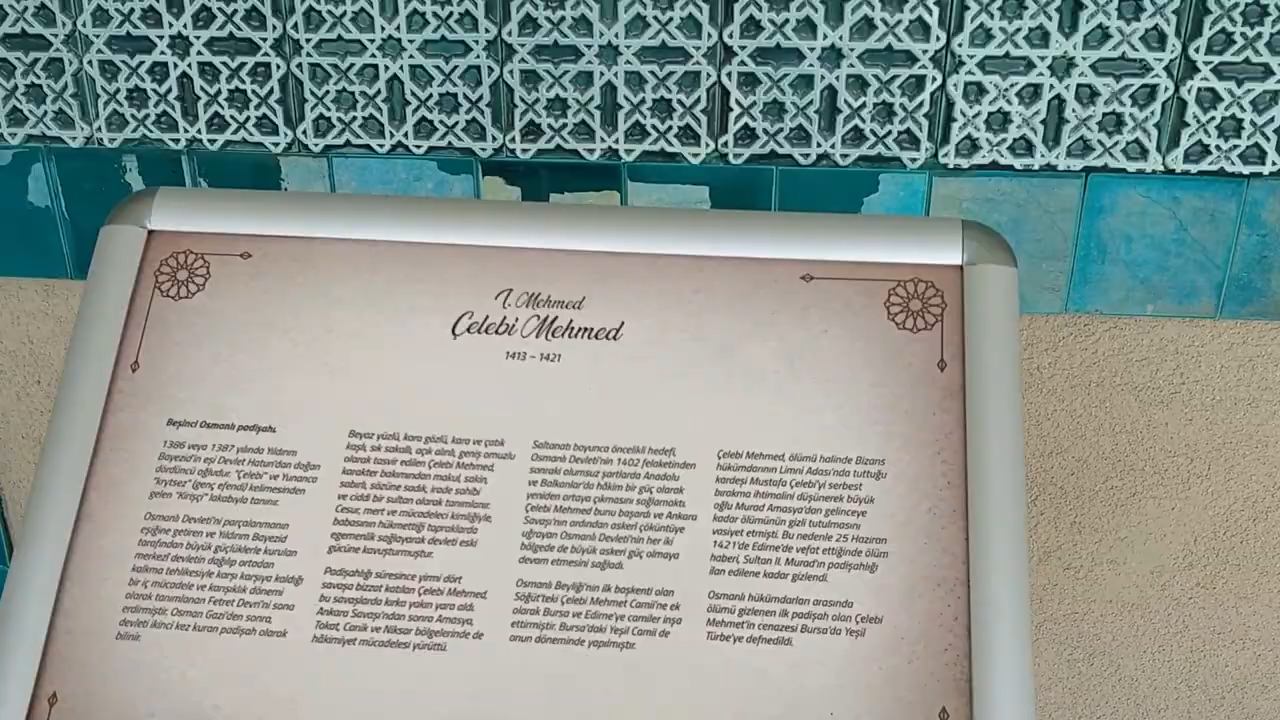 I. Mehmed
Çelebi Mehmed
1413 – 1421
Beşinci Osmanlı padişahı.
1386 veya 1387 yılında Yıldırım
Bayezid'in eşi Devlet Hatun'dan doğan
dördüncü oğludur. "Çelebi" ve Yunanca
"kiytsez" (genç efendi) kelimesinden
gelen "Kirişçi" lakabıyla tanınır.
Osmanlı Devleti'ni parçalanmanın
eşiğine getiren ve Yıldırım Bayezid
tarafından büyük güçlüklerle kurulan
merkezî devletin dağılıp ortadan
kalkma tehlikesiyle karşı karşıya kaldığı
bir iç mücadele ve karışıklık dönemi
olarak tanımlanan Fetret Devri'ni sona
erdirmiştir. Osman Gazi'den sonra,
devleti ikinci kez kuran padişah olarak
bilinir.
Beyaz yüzlü, kara gözlü, kara ve çatık
kaşlı, sık sakallı, açık alınlı, geniş omuzlu
olarak tasvir edilen Çelebi Mehmed,
karakter bakımından makul, sakin,
sabırlı, sözüne sadık, irade sahibi
ve ciddi bir sultan olarak tanımlanır.
Cesur, mert ve mücadeleci kimliğiyle,
babasının hükmettiği topraklarda
egemenlik sağlayarak devleti eski
gücüne kavuşturmuştur.
Padişahlığı süresince yirmi dört
savaşa bizzat katılan Çelebi Mehmed,
bu savaşlarda kırka yakın yara aldı.
Ankara Savaşı'ndan sonra Amasya,
Tokat, Canik ve Niksar bölgelerinde de
hâkimiyet mücadelesi yürüttü.
Saltanatı boyunca öncelikli hedefi,
Osmanlı Devleti'nin 1402 felaketinden
sonraki olumsuz şartlarda Anadolu
ve Balkanlar'da hâkim bir güç olarak
yeniden ortaya çıkmasını sağlamaktı.
Çelebi Mehmed bunu başardı ve Ankara
Savaşı'nın ardından askerî çöküntüye
uğrayan Osmanlı Devleti'nin her iki
bölgede de büyük askerî güç olmaya
devam etmesini sağladı.
Osmanlı Beyliği'nin ilk başkenti olan
Söğüt'teki Çelebi Mehmet Camii'ne ek
olarak Bursa ve Edirne'ye camiler inşa
ettirmiştir. Bursa'daki Yeşil Camii de
onun döneminde yapılmıştır.
Çelebi Mehmed, ölümü halinde Bizans
hükümdarının Limni Adası'nda tuttuğu
kardeşi Mustafa Çelebi'yi serbest
bırakma ihtimalini düşünerek büyük
oğlu Murad Amasya'dan gelinceye
kadar ölümünün gizli tutulmasını
vasiyet etmişti. Bu nedenle 25 Haziran
1421'de Edirne'de vefat ettiğinde ölüm
haberi, Sultan II. Murad'ın padişahlığı
ilan edilene kadar gizlendi.
Osmanlı hükümdarları arasında
ölümü gizlenen ilk padişah olan Çelebi
Mehmet'in cenazesi Bursa'da Yeşil
Türbe'ye defnedildi.